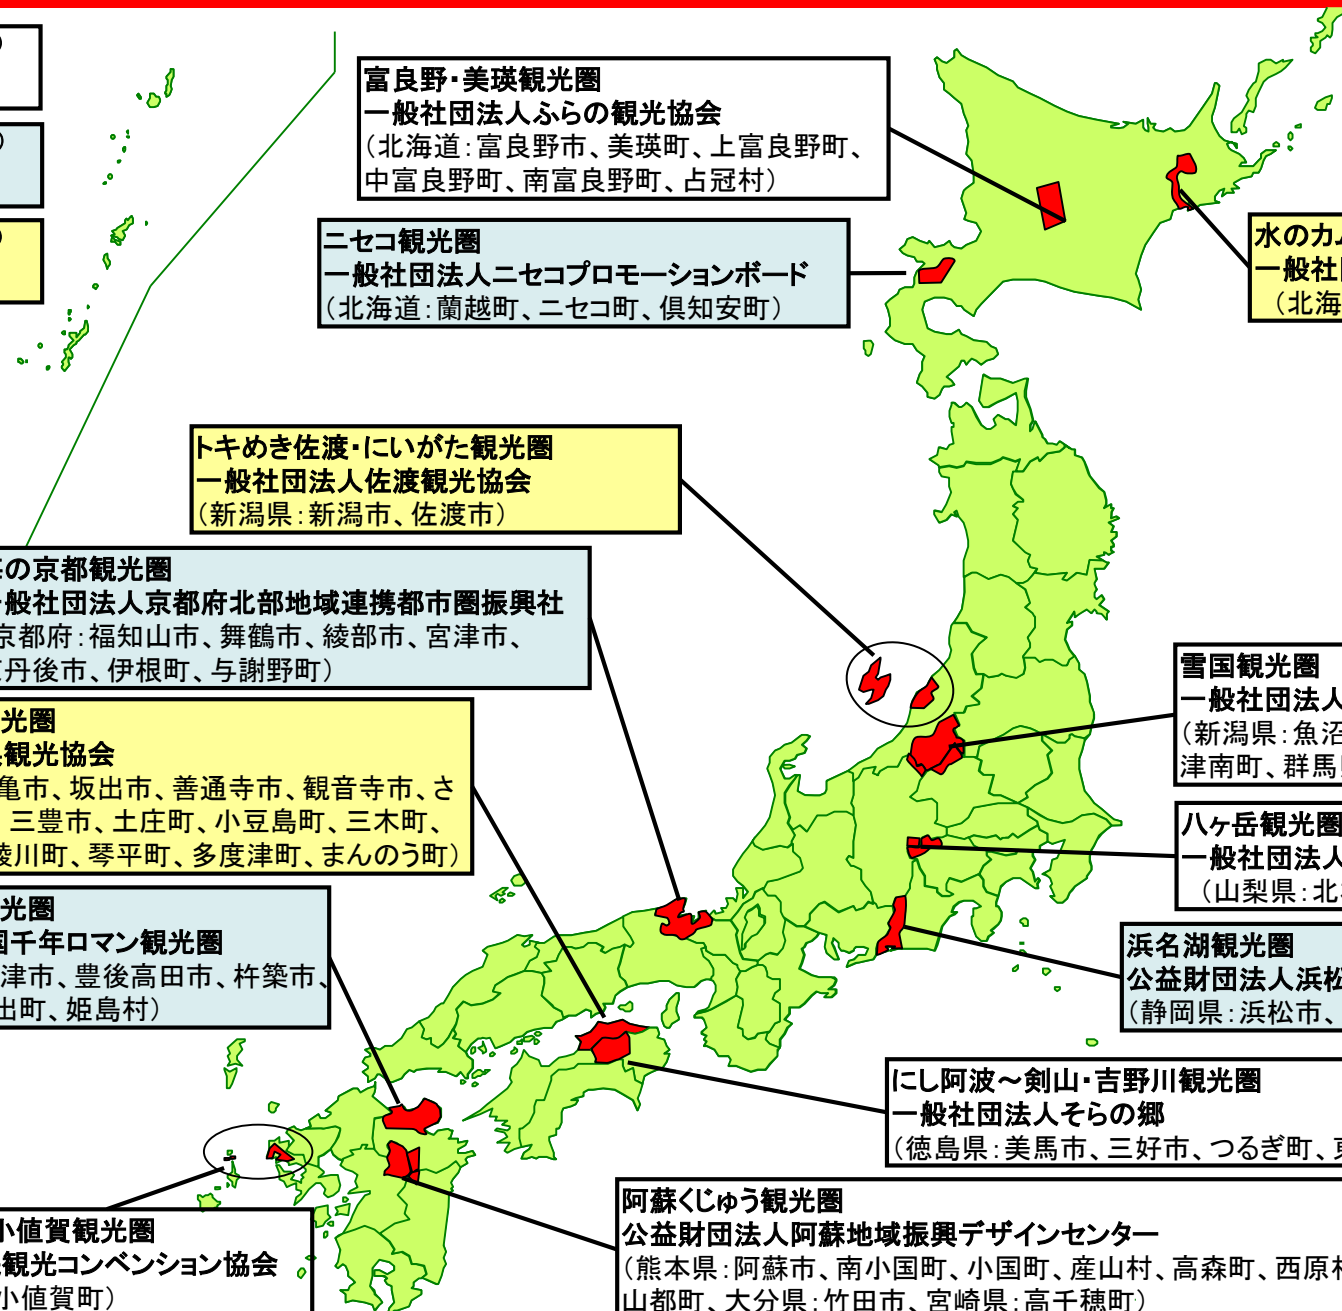 富良野・美瑛観光圏
一般社団法人ふらの観光協会
（北海道：富良野市、美瑛町、上富良野町、
中富良野町、南富良野町、占冠村）
ニセコ観光圏
一般社団法人ニセコプロモーションボード
（北海道：蘭越町、ニセコ町、倶知安町）
水のカム
一般社
（北海
トキめき佐渡・にいがた観光圏
一般社団法人佐渡観光協会
（新潟県：新潟市、佐渡市）
の京都観光圏
一般社団法人京都府北部地域連携都市圏振興社
京都府：福知山市、舞鶴市、綾部市、宮津市、
丹後市、伊根町、与謝野町）
雪国観光圏
一般社団法人
（新潟県：魚沼
津南町、群馬
光圏
観光協会
亀市、坂出市、善通寺市、観音寺市、さ
、三豊市、土庄町、小豆島町、三木町、
綾川町、琴平町、多度津町、まんのう町）
八ヶ岳観光圏
一般社団法人
（山梨県：北
光圏
国千年ロマン観光圏
津市、豊後高田市、杵築市、
出町、姫島村）
浜名湖観光圏
公益財団法人浜松
（静岡県：浜松市、
にし阿波～剣山・吉野川観光圏
一般社団法人そらの郷
（徳島県：美馬市、三好市、つるぎ町、東
小値賀観光圏
観光コンベンション協会
小値賀町）
阿蘇くじゅう観光圏
公益財団法人阿蘇地域振興デザインセンター
（熊本県：阿蘇市、南小国町、小国町、産山村、高森町、西原村
山都町、大分県：竹田市、宮崎県：高千穂町）